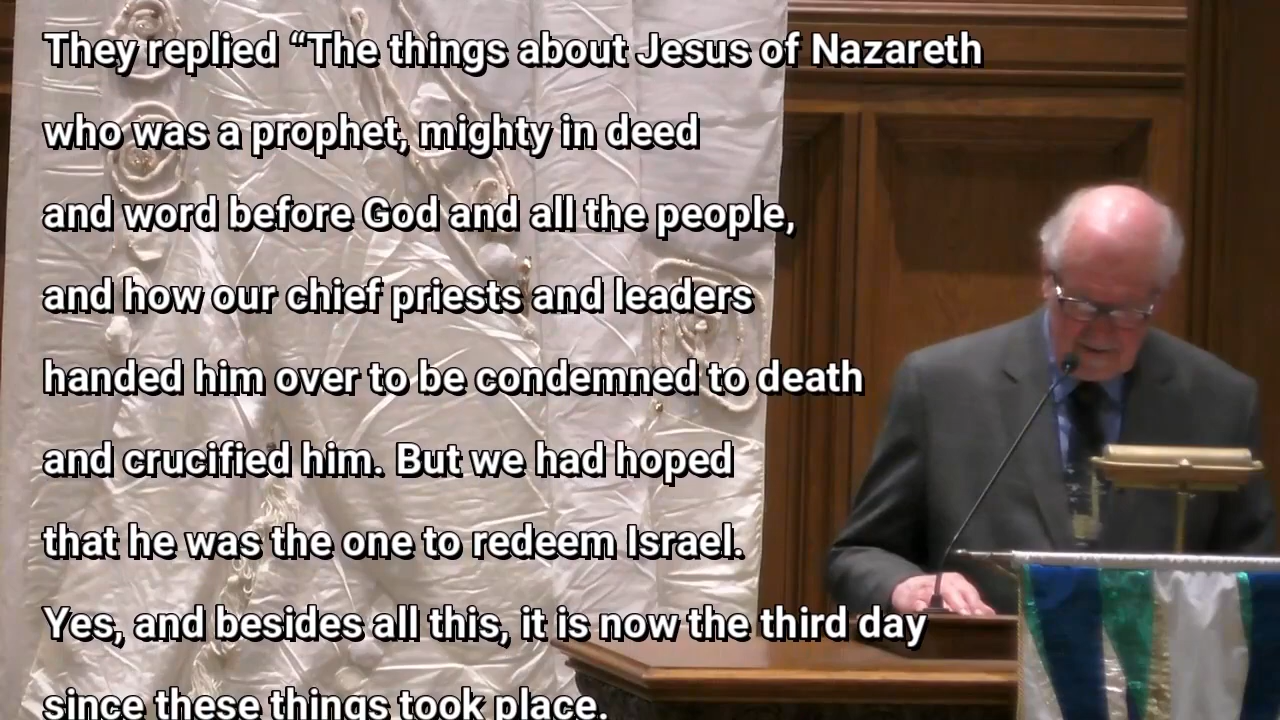 They replied “The things about Jesus of Nazareth
who was a prophet, mighty in deed
and word before God and all the people,
and how our chief priests and leaders
handed him over to be condemned to death
and crucified him. But we had hoped
that he was the one to redeem Israel.
Yes, and besides all this, it is now the third day
since these things took place.